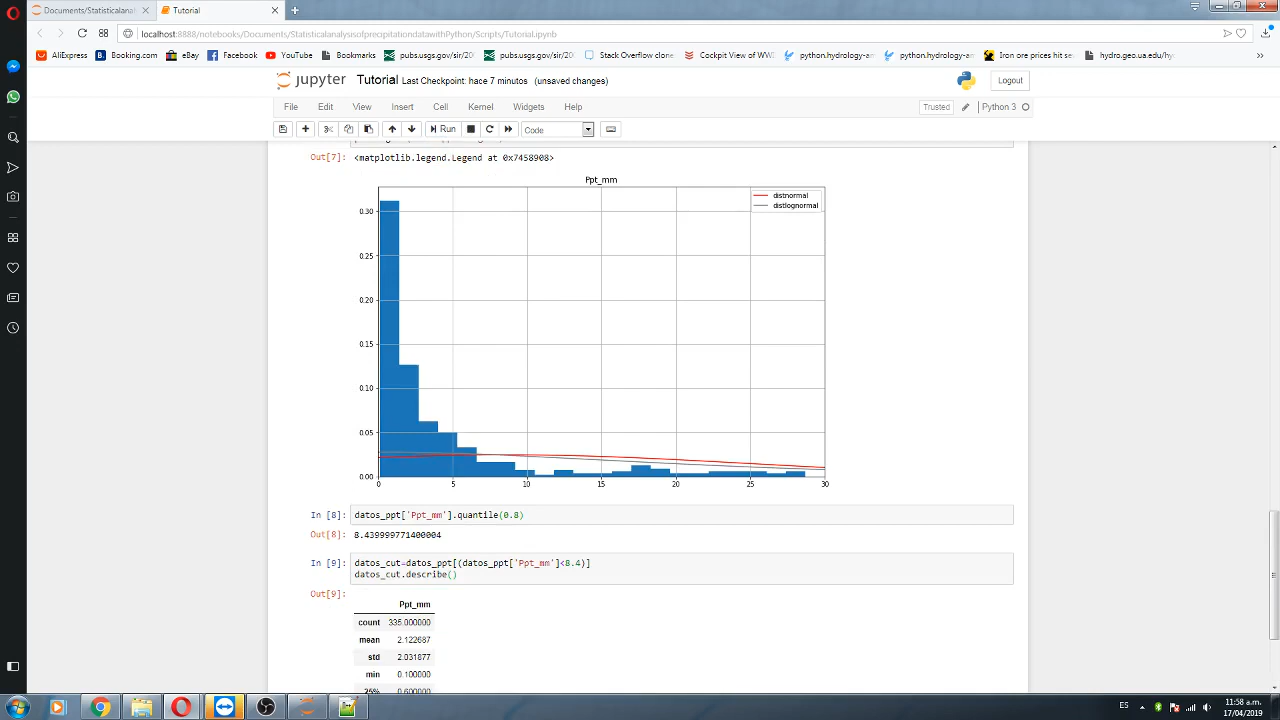 Documents/Statisticalanal
Tutorial
localhost:8888/notebooks/Documents/StatisticalanalysisofprecipitationdatawithPython/Scripts/Tutorial.ipynb
AliExpress
Booking.com
eBay
Facebook
YouTube
Bookmarks
pubs.usgs.gov/sir/20
pubs.usgs.gov/sir/20
Stack Overflow clone
Evolkit of WW
python.hydrology-am
python.hydrology-am
Iron ore prices hit se
hydro.geo.ua.edu/hy
jupyter Tutorial Last Checkpoint: hace 7 minutos (unsaved changes)
Logout
File Edit View Insert Cell Kernel Widgets Help
Trusted
Python 3
Run
Code
Out[7]: <matplotlib.legend.Legend at 0x7458908>
Ppt_mm
distnormal
distlognormal
0.30
0.25
0.20
0.15
0.10
0.05
0.00
0 5 10 15 20 25 30
In [8]: datos_ppt['Ppt_mm'].quantile(0.8)
Out[8]: 8.439999771400004
In [9]: datos_cut=datos_ppt[(datos_ppt['Ppt_mm']<8.4)]
datos_cut.describe()
Out[9]:
Ppt_mm
count 335.000000
mean 2.122687
std 2.031877
min 0.100000
25% 0.600000
ES
11:58 a.m.
17/04/2019